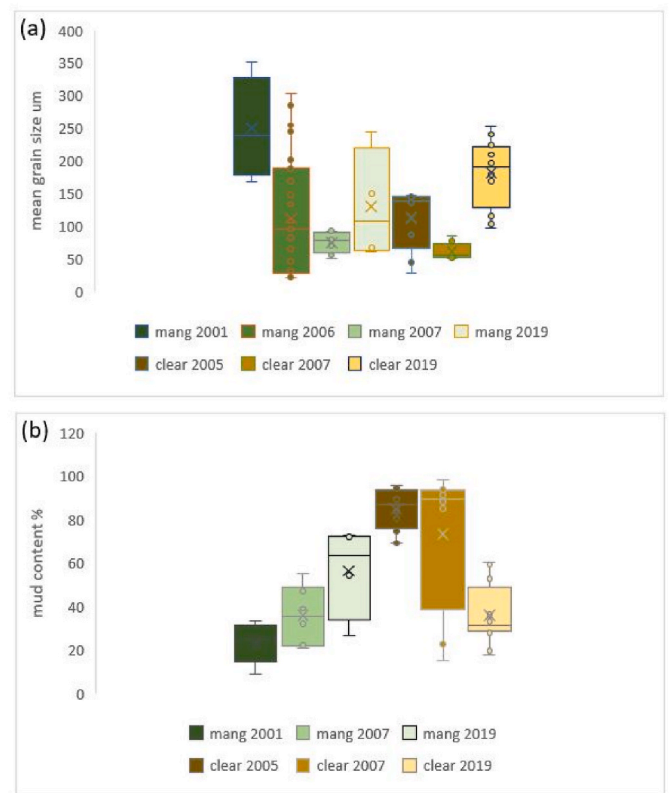 (a)
mean grain size um
400
350
300
250
200
150
100
50
0
mang 2001 mang 2006 mang 2007 mang 2019
clear 2005 clear 2007 clear 2019
(b)
mud content %
120
100
80
60
40
20
0
mang 2001 mang 2007 mang 2019
clear 2005 clear 2007 clear 2019